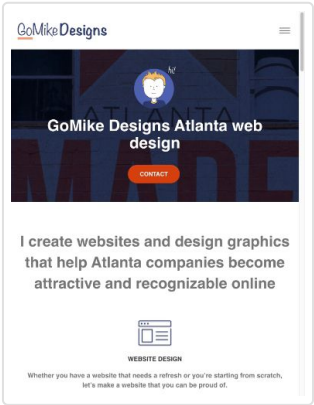 GoMike Designs
hi!
GoMike Designs Atlanta web
design
CONTACT
ATLANTA
MADE
I create websites and design graphics
that help Atlanta companies become
attractive and recognizable online
WEBSITE DESIGN
Whether you have a website that needs a refresh or you're starting from scratch,
let's make a website that you can be proud of.